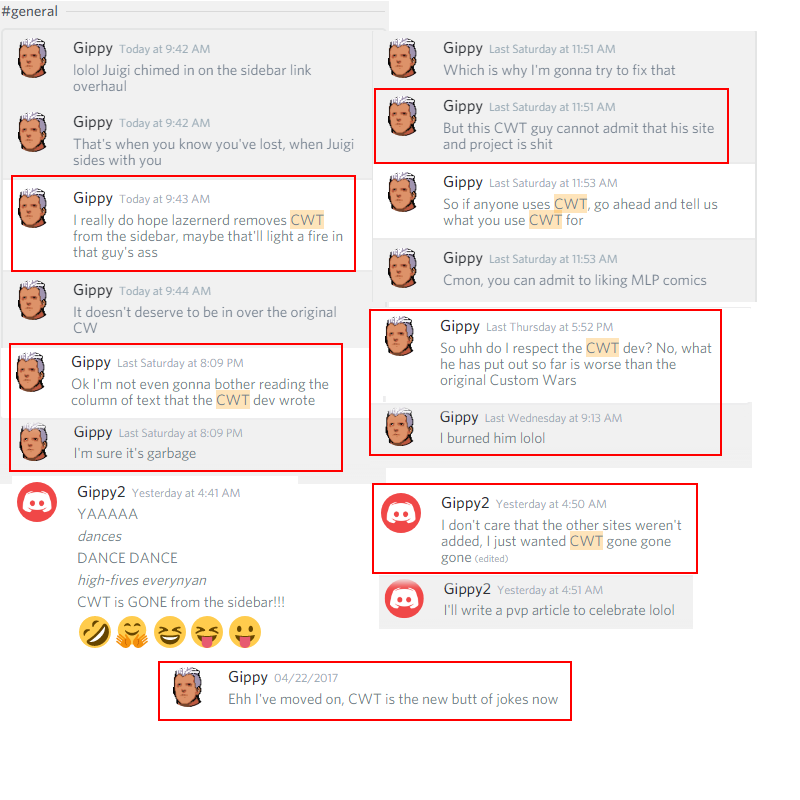 #general
Gippy Today at 9:42 AM
lolol Juigi chimed in on the sidebar link
overhaul
Gippy Today at 9:42 AM
That's when you know you've lost, when Juigi
sides with you
Gippy Today at 9:43 AM
I really do hope lazernerd removes CWT
from the sidebar, maybe that'll light a fire in
that guy's ass
Gippy Today at 9:44 AM
It doesn't deserve to be in over the original
CW
Gippy Last Saturday at 8:09 PM
Ok I'm not even gonna bother reading the
column of text that the CWT dev wrote
Gippy Last Saturday at 8:09 PM
I'm sure it's garbage
Gippy2 Yesterday at 4:41 AM
YAAAAA
dances
DANCE DANCE
high-fives everynyan
CWT is GONE from the sidebar!!!
Gippy Last Saturday at 11:51 AM
Which is why I'm gonna try to fix that
Gippy Last Saturday at 11:51 AM
But this CWT guy cannot admit that his site
and project is shit
Gippy Last Saturday at 11:53 AM
So if anyone uses CWT, go ahead and tell us
what you use CWT for
Gippy Last Saturday at 11:53 AM
Cmon, you can admit to liking MLP comics
Gippy Last Thursday at 5:52 PM
So uhh do I respect the CWT dev? No, what
he has put out so far is worse than the
original Custom Wars
Gippy Last Wednesday at 9:13 AM
I burned him lolol
Gippy2 Yesterday at 4:50 AM
I don't care that the other sites weren't
added, I just wanted CWT gone gone
gone (edited)
Gippy2 Yesterday at 4:51 AM
I'll write a pvp article to celebrate lolol
Gippy 04/22/2017
Ehh I've moved on, CWT is the new butt of jokes now